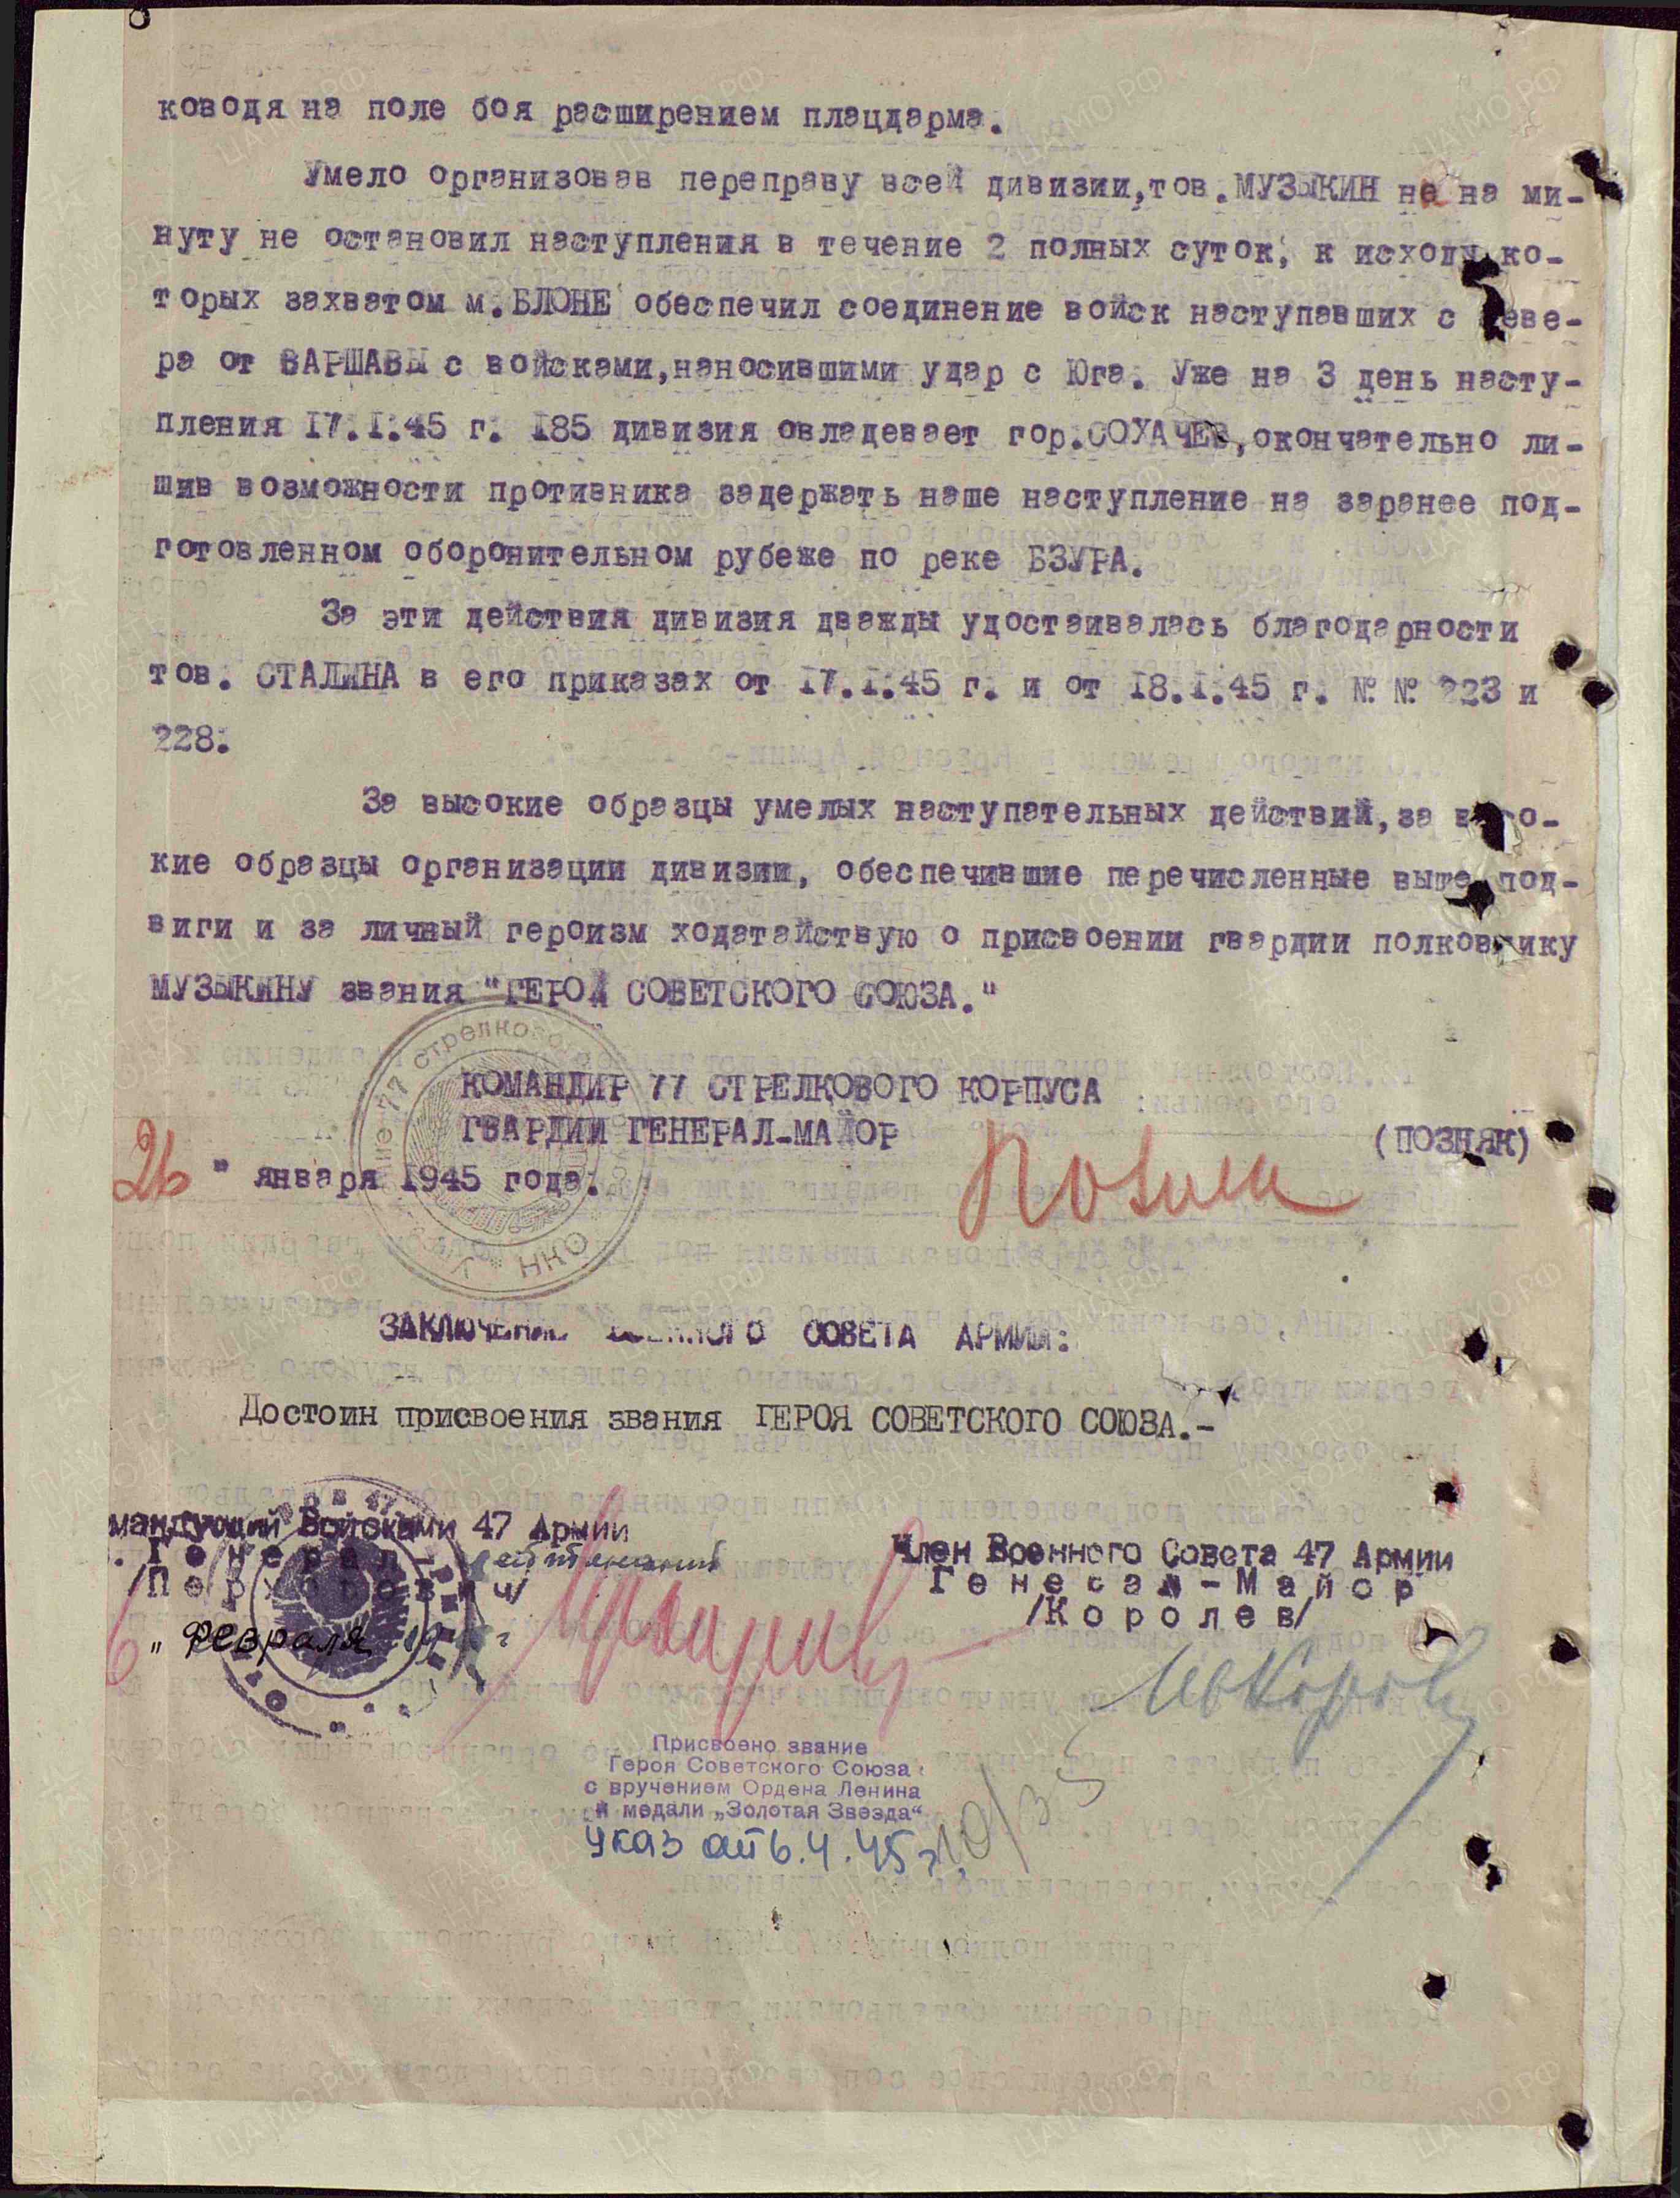 ководя на поле боя расширением плацдарма.
Умело организовав переправу всей дивизии,тов.МУЗЫКИН не на ми-
нуту не остановил наступления в течение 2 полных суток, к исходу ко-
торых захватом м.БЛОНЕ обеспечил соединение войск наступавших с севе-
ра от ВАРШАВЫ с войсками,наносившими удар с Юга. Уже на 3 день насту-
пления 17.1.45 г. 185 дивизия овладевает гор.СОХАЧЕВ,окончательно ли-
шив возможности противника задержать наше наступление на заранее под-
готовленном оборонительном рубеже по реке БЗУРА.
За эти действия дивизия дважды удостаивалась благодарности
тов. СТАЛИНА в его приказах от 17.1.45 г. и от 18.1.45 г. №№ 223 и
228.
За высокие образцы умелых наступательных действий,за высо-
кие образцы организации дивизии, обеспечившие перечисленные выше под-
виги и за личный героизм ходатайствую о присвоении гвардии полковнику
МУЗЫКИНУ звания "ГЕРОЯ СОВЕТСКОГО СОЮЗА."
КОМАНДИР 77 СТРЕЛКОВОГО КОРПУСА
ГВАРДИИ ГЕНЕРАЛ-МАЙОР (ПОЗНЯК)
26 " января 1945 года.
ЗАКЛЮЧЕНИЕ ВОЕННОГО СОВЕТА АРМИИ:
Достоин присвоения звания ГЕРОЯ СОВЕТСКОГО СОЮЗА.-
мандующий Войсками 47 Армии
Генерал-лейтенант
/Перхорович/
6 " февраля 1945 г
Член Военного Совета 47 Армии
Генерал-Майор
/Королев/
Присвоено звание
Героя Советского Союза
с вручением Ордена Ленина
и медали „Золотая Звезда"
Указ от 6.4.45 г.